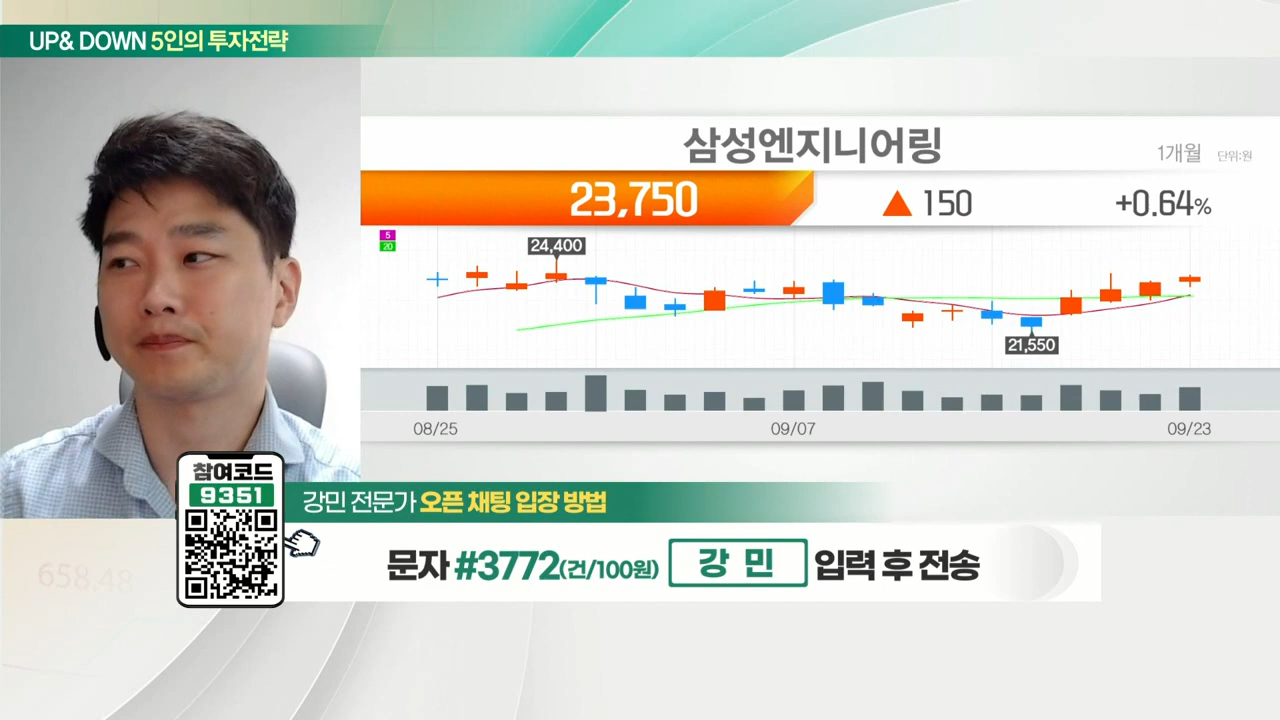 UP& DOWN 5인의 투자전략
삼성엔지니어링
1개월 단위:원
23,750 ▲ 150 +0.64%
5
20
24,400
21,550
08/25 09/07 09/23
참여코드
9351
강민 전문가 오픈 채팅 입장 방법
문자 #3772(건/100원) 강 민 입력 후 전송
658.48